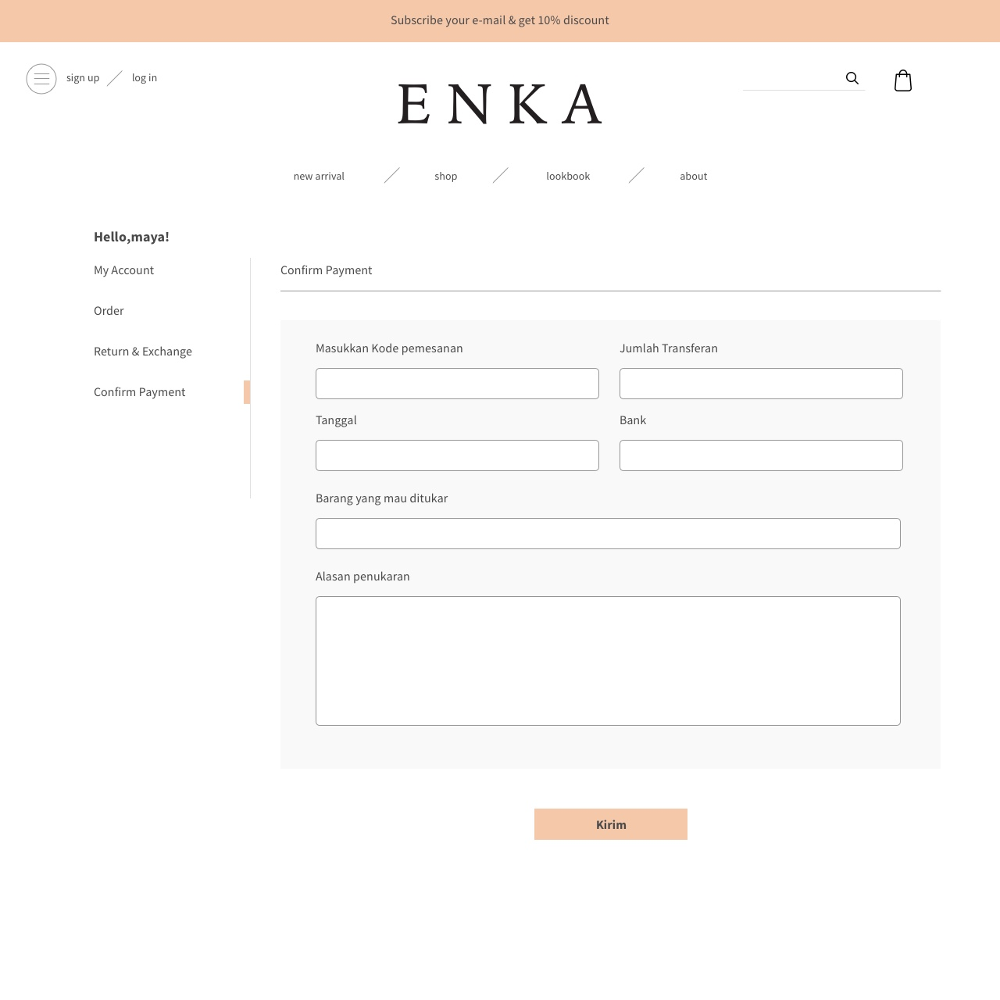 Subscribe your e-mail & get 10% discount
sign up / log in
ENKA
new arrival / shop / lookbook / about
Hello,maya!
My Account
Order
Return & Exchange
Confirm Payment
Confirm Payment
Masukkan Kode pemesanan
Jumlah Transferan
Tanggal
Bank
Barang yang mau ditukar
Alasan penukaran
Kirim